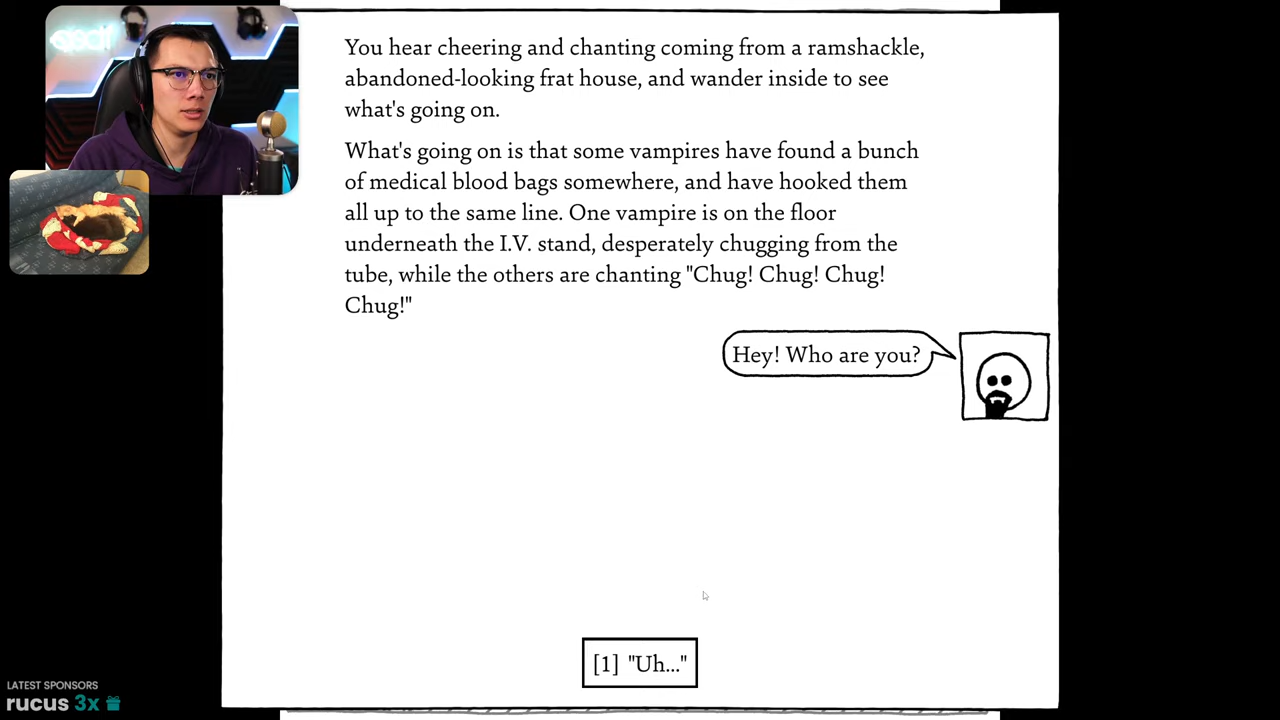 You hear cheering and chanting coming from a ramshackle,
abandoned-looking frat house, and wander inside to see
what's going on.
What's going on is that some vampires have found a bunch
of medical blood bags somewhere, and have hooked them
all up to the same line. One vampire is on the floor
underneath the I.V. stand, desperately chugging from the
tube, while the others are chanting "Chug! Chug! Chug!
Chug!"
Hey! Who are you?
[1] "Uh..."
LATEST SPONSORS
rucus 3x